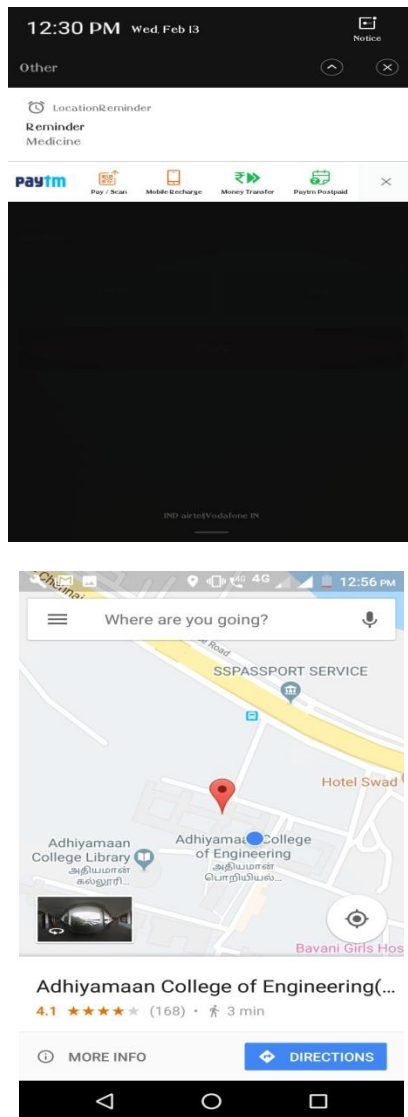 12:30 PM Wed, Feb 13
Notice
Other
LocationReminder
Reminder
Medicine
Paytm
Pay / Scan
Mobile Recharge
Money Transfer
Paytm Postpaid
IND airtel|Vodafone IN
4G 4G 12:56 PM
Chennai
Where are you going?
Road
SSPASSPORT SERVICE
Hotel Swad
Adhiyamaan
College Library
அதியமான்
கல்லூரி...
Adhiyamaan College
of Engineering
அதியமான்
பொறியியல்...
Bavani Girls Hos
Adhiyamaan College of Engineering(...
4.1 ★★★★★ (168) · 3 min
MORE INFO
DIRECTIONS